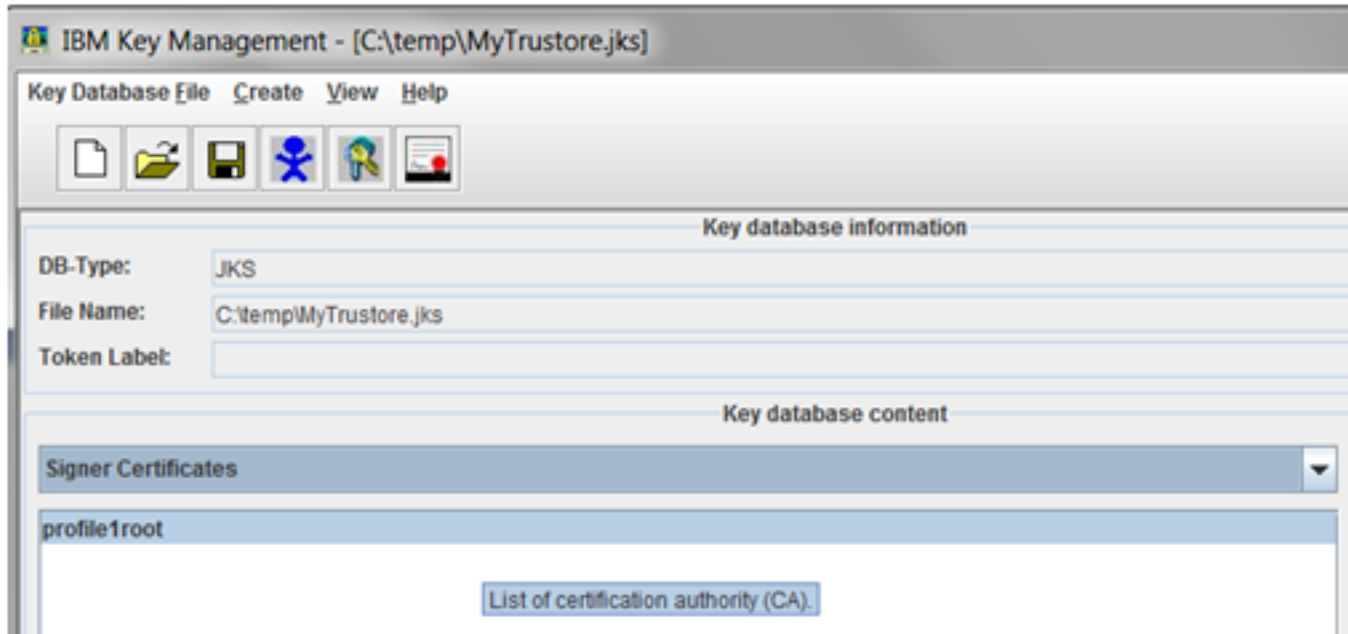 IBM Key Management - [C:\temp\MyTrustore.jks]
Key Database File Create View Help
Key database information
DB-Type: JKS
File Name: C:\temp\MyTrustore.jks
Token Label:
Key database content
Signer Certificates
profile1root
List of certification authority (CA).